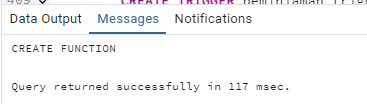 Data Output Messages Notifications
CREATE FUNCTION
Query returned successfully in 117 msec.